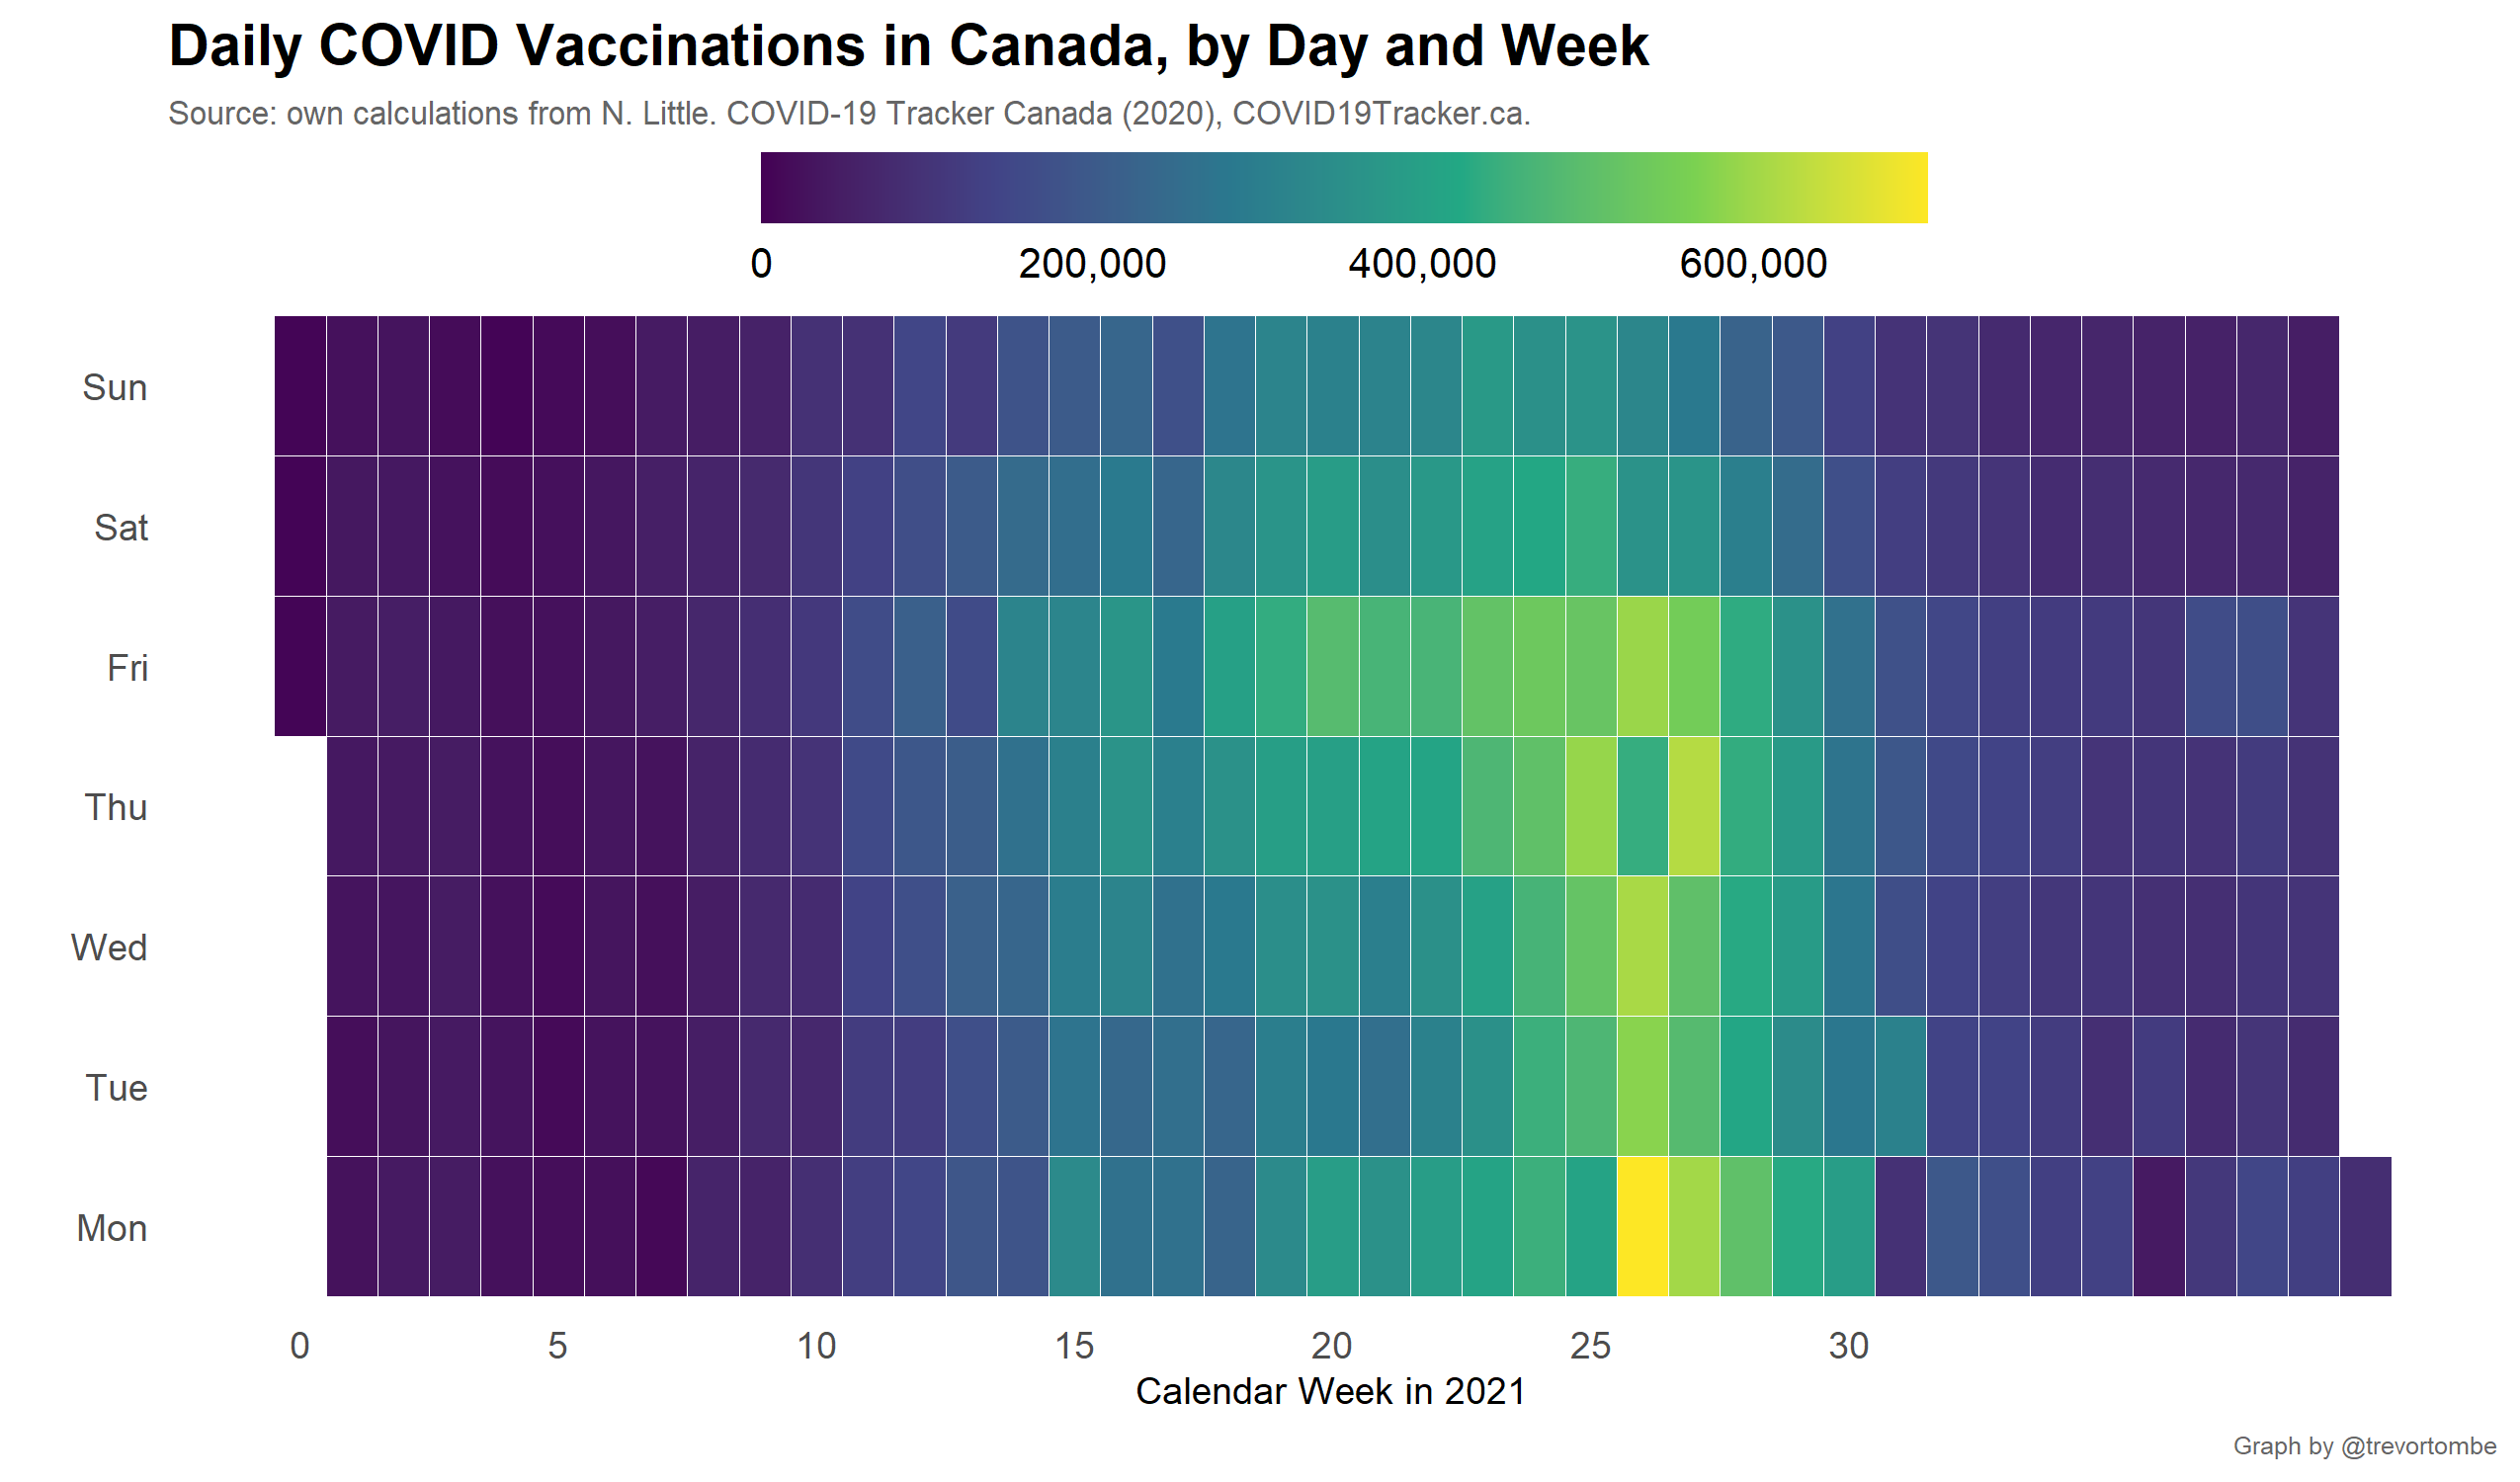 Daily COVID Vaccinations in Canada, by Day and Week
Source: own calculations from N. Little. COVID-19 Tracker Canada (2020), COVID19Tracker.ca.
0 200,000 400,000 600,000
Sun
Sat
Fri
Thu
Wed
Tue
Mon
0 5 10 15 20 25 30
Calendar Week in 2021
Graph by @trevortombe